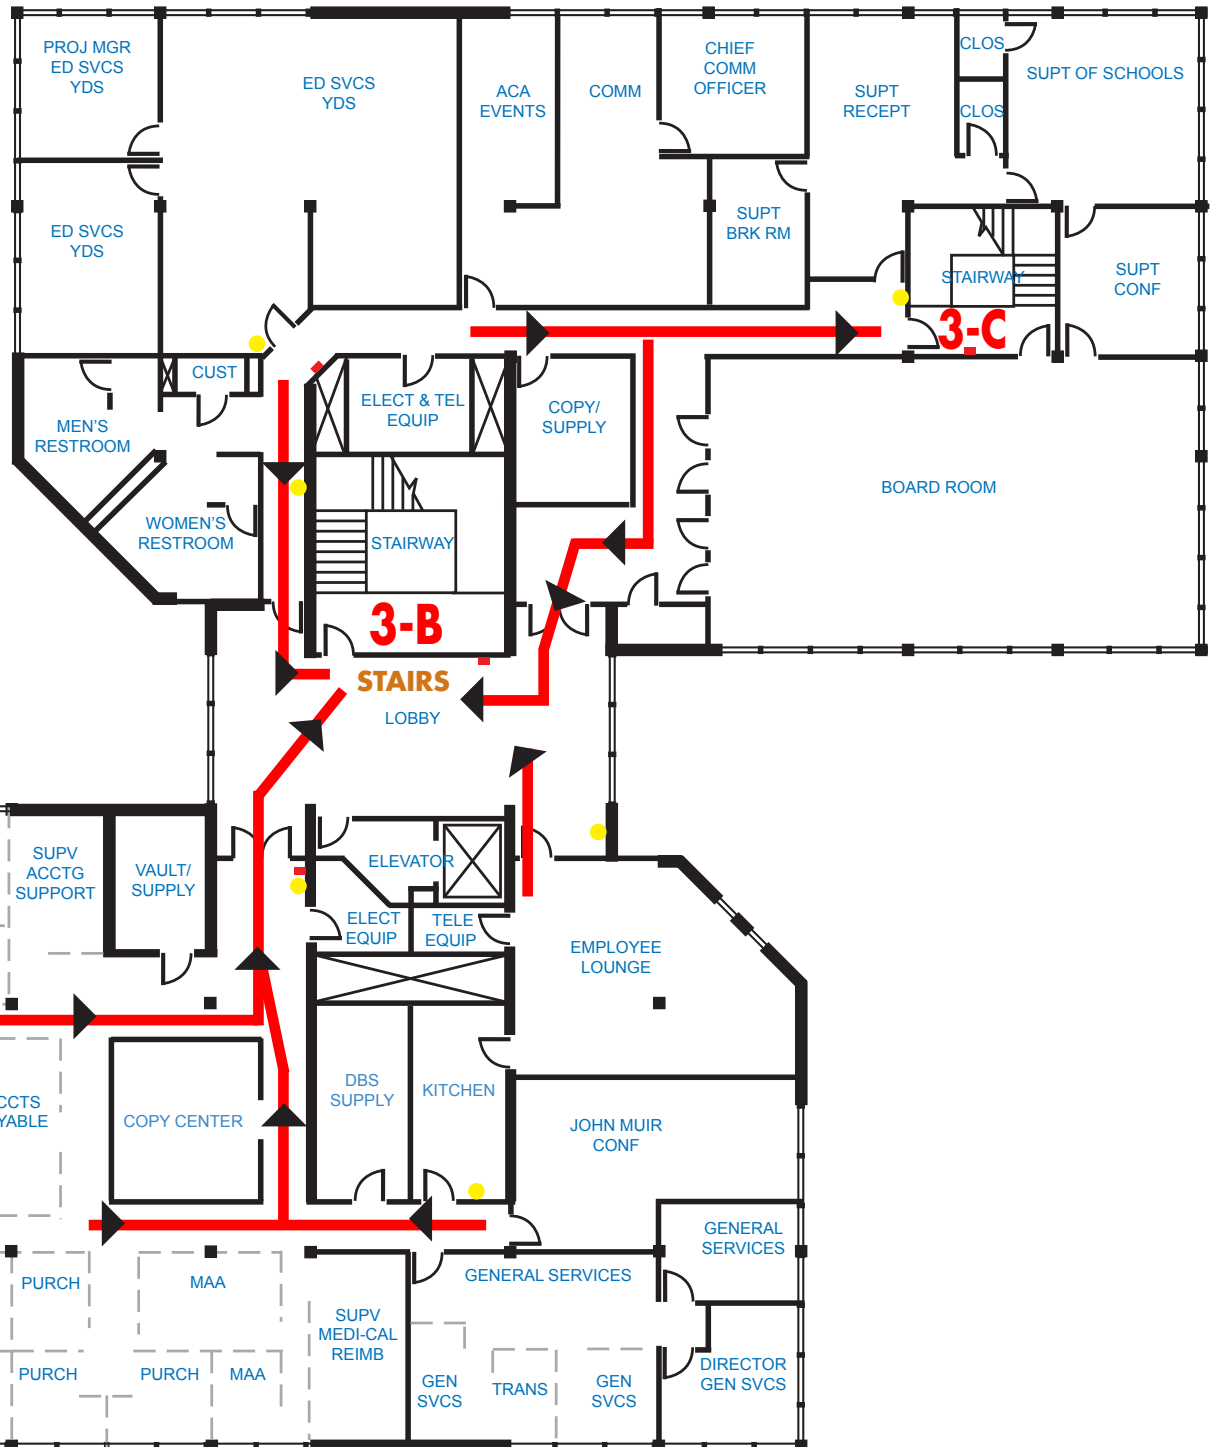 PROJ MGR
ED SVCS
YDS
ED SVCS
YDS
ACA
EVENTS
COMM
CHIEF
COMM
OFFICER
SUPT
RECEPT
CLOS
CLOS
SUPT OF SCHOOLS
ED SVCS
YDS
SUPT
BRK RM
STAIRWAY
SUPT
CONF
3-C
CUST
ELECT & TEL
EQUIP
COPY/
SUPPLY
MEN'S
RESTROOM
BOARD ROOM
WOMEN'S
RESTROOM
STAIRWAY
3-B
STAIRS
LOBBY
SUPV
ACCTG
SUPPORT
VAULT/
SUPPLY
ELEVATOR
ELECT
EQUIP
TELE
EQUIP
EMPLOYEE
LOUNGE
CCTS
YABLE
COPY CENTER
DBS
SUPPLY
KITCHEN
JOHN MUIR
CONF
GENERAL
SERVICES
PURCH
MAA
GENERAL SERVICES
SUPV
MEDI-CAL
REIMB
PURCH
PURCH
MAA
GEN
SVCS
TRANS
GEN
SVCS
DIRECTOR
GEN SVCS